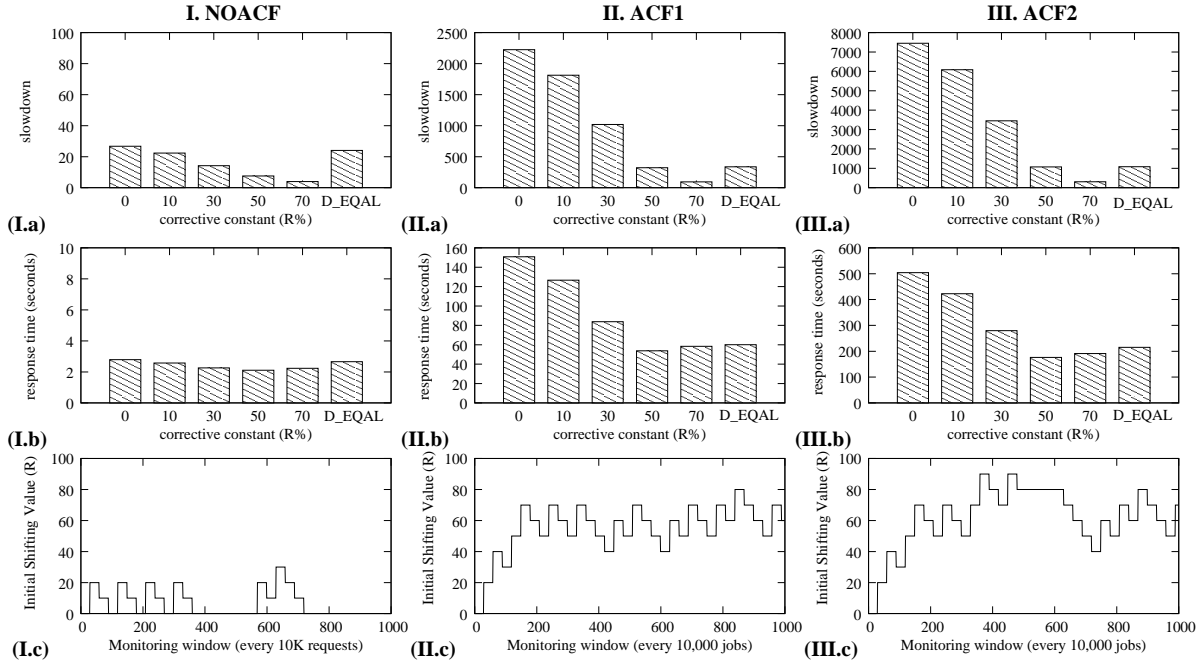 I. NOACF
II. ACF1
III. ACF2
slowdown
100
80
60
40
20
0
0 10 30 50 70 D_EQAL
corrective constant (R%)
(I.a)
slowdown
2500
2000
1500
1000
500
0
0 10 30 50 70 D_EQAL
corrective constant (R%)
(II.a)
slowdown
8000
7000
6000
5000
4000
3000
2000
1000
0
0 10 30 50 70 D_EQAL
corrective constant (R%)
(III.a)
response time (seconds)
10
8
6
4
2
0
0 10 30 50 70 D_EQAL
corrective constant (R%)
(I.b)
response time (seconds)
160
140
120
100
80
60
40
20
0
0 10 30 50 70 D_EQAL
corrective constant (R%)
(II.b)
response time (seconds)
600
500
400
300
200
100
0
0 10 30 50 70 D_EQAL
corrective constant (R%)
(III.b)
Initial Shifting Value (R)
100
80
60
40
20
0
0 200 400 600 800 1000
Monitoring window (every 10K requests)
(I.c)
Initial Shifting Value (R)
100
80
60
40
20
0
0 200 400 600 800 1000
Monitoring window (every 10,000 jobs)
(II.c)
Initial Shifting Value (R)
100
80
60
40
20
0
0 200 400 600 800 1000
Monitoring window (every 10,000 jobs)
(III.c)